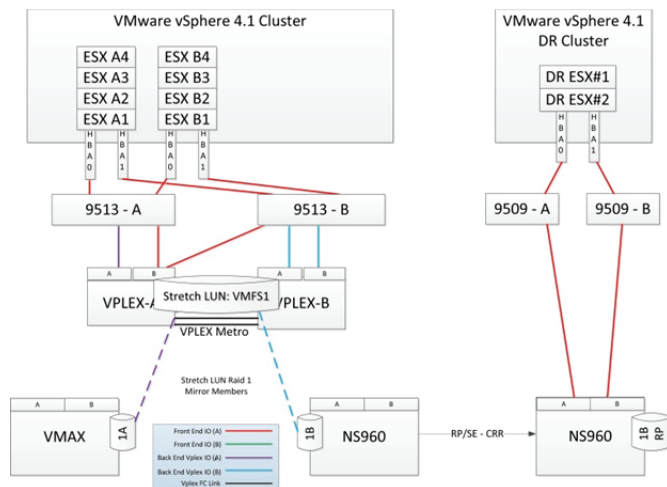 VMware vSphere 4.1 Cluster
ESX A4
ESX A3
ESX A2
ESX A1
ESX B4
ESX B3
ESX B2
ESX B1
HBA0
HBA1
HBA0
HBA1
9513 - A
9513 - B
A
B
A
B
VPLEX-A
Stretch LUN: VMFS1
VPLEX-B
VPLEX Metro
Stretch LUN Raid 1
Mirror Members
A
B
VMAX
1A
Front End IO (A)
Front End IO (B)
Back End Vplex IO (A)
Back End Vplex IO (B)
Vplex FC Link
1B
A
B
NS960
RP/SE - CRR
VMware vSphere 4.1
DR Cluster
DR ESX#1
DR ESX#2
HBA0
HBA1
9509 - A
9509 - B
A
B
NS960
1B
RP